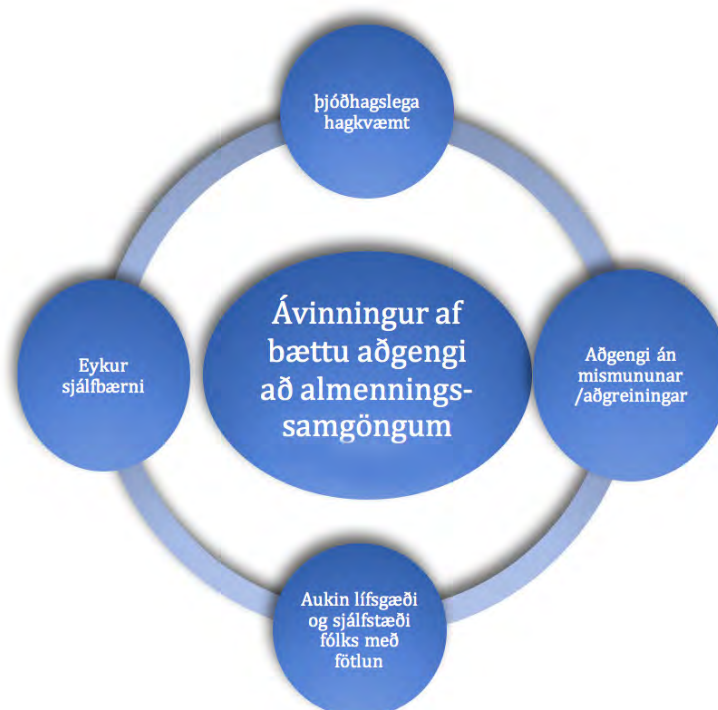 þjóðhagslega
hagkvæmt
Ávinningur af
bættu aðgengi
að almennings-
samgöngum
Eykur
sjálfbærni
Aðgengi án
mismununar
/aðgreiningar
Aukin lífsgæði
og sjálfstæði
fólks með
fötlun